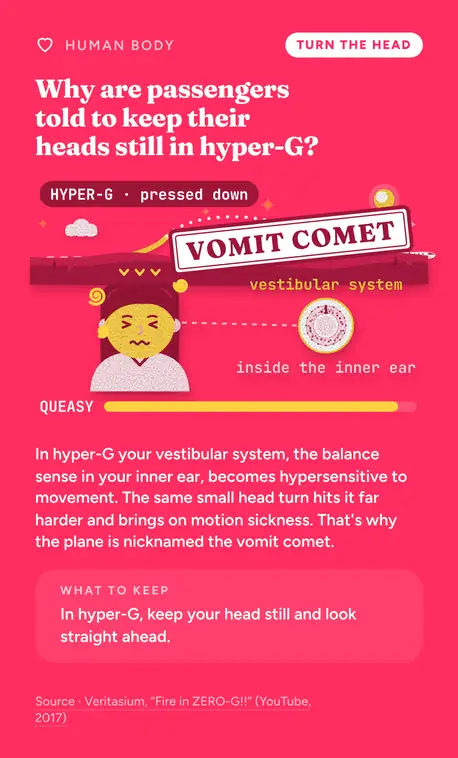 HUMAN BODY
TURN THE HEAD
Why are passengers
told to keep their
heads still in hyper-G?
HYPER-G · pressed down
VOMIT COMET
vestibular system
inside the inner ear
QUEASY
In hyper-G your vestibular system, the balance
sense in your inner ear, becomes hypersensitive to
movement. The same small head turn hits it far
harder and brings on motion sickness. That's why
the plane is nicknamed the vomit comet.
WHAT TO KEEP
In hyper-G, keep your head still and look
straight ahead.
Source · Veritasium, “Fire in ZERO-G!!” (YouTube,
2017)